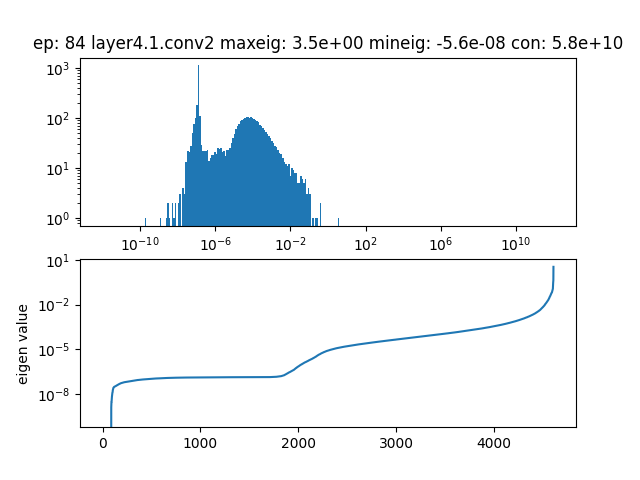 ep: 84 layer4.1.conv2 maxeig: 3.5e+00 mineig: -5.6e-08 con: 5.8e+10
10³
10²
10¹
10⁰
10⁻¹⁰ 10⁻⁶ 10⁻² 10² 10⁶ 10¹⁰
10¹
10⁻²
10⁻⁵
10⁻⁸
eigen value
0 1000 2000 3000 4000